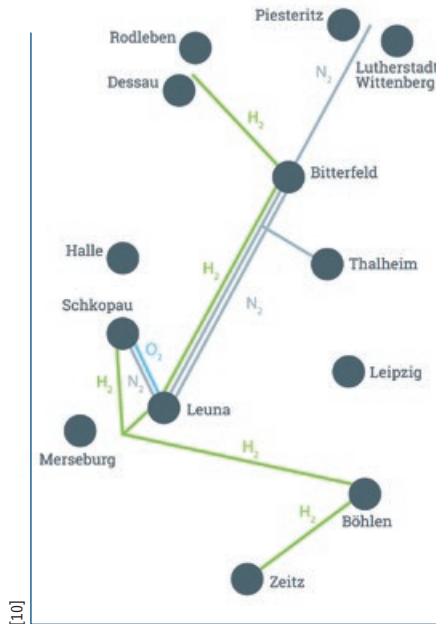 Piesteritz
Rodleben
Lutherstadt
Wittenberg
N₂
Dessau
H₂
Bitterfeld
Halle
Thalheim
H₂
N₂
Schkopau
O₂
Leipzig
H₂
N₂
Leuna
Merseburg
H₂
H₂
Böhlen
Zeitz
[10]